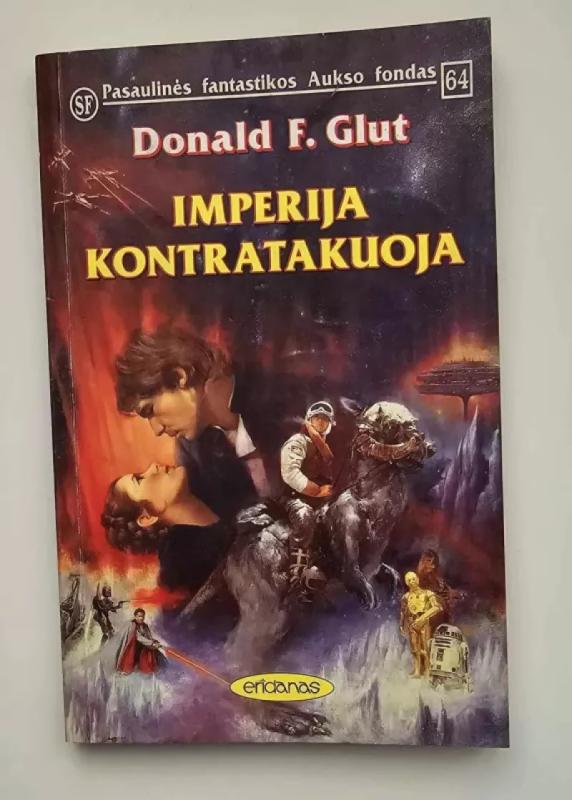 SF Pasaulinės fantastikos Aukso fondas 64
Donald F. Glut
IMPERIJA
KONTRATAKUOJA
eridanas